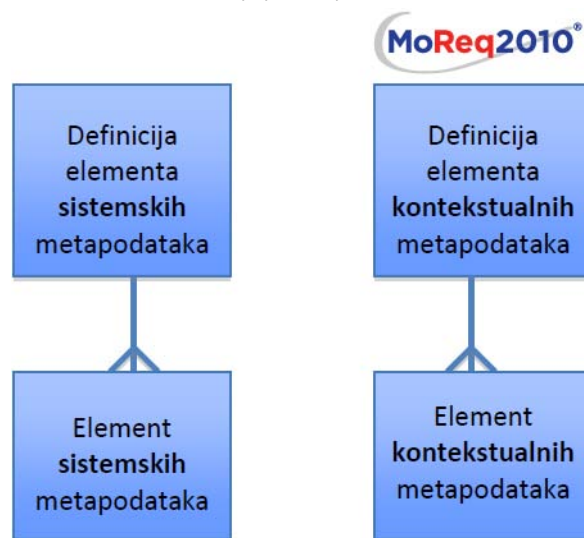 MoReq2010®
Definicija
elementa
sistemskih
metapodataka
Definicija
elementa
kontekstualnih
metapodataka
Element
sistemskih
metapodataka
Element
kontekstualnih
metapodataka